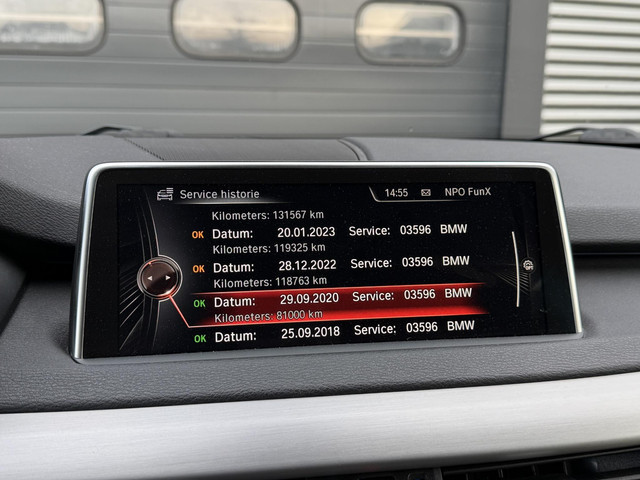 Service historie 14:55 NPO FunX
Kilometers: 131567 km
OK Datum: 20.01.2023 Service: 03596 BMW
Kilometers: 119325 km
OK Datum: 28.12.2022 Service: 03596 BMW
Kilometers: 118763 km
OK Datum: 29.09.2020 Service: 03596 BMW
Kilometers: 81000 km
OK Datum: 25.09.2018 Service: 03596 BMW